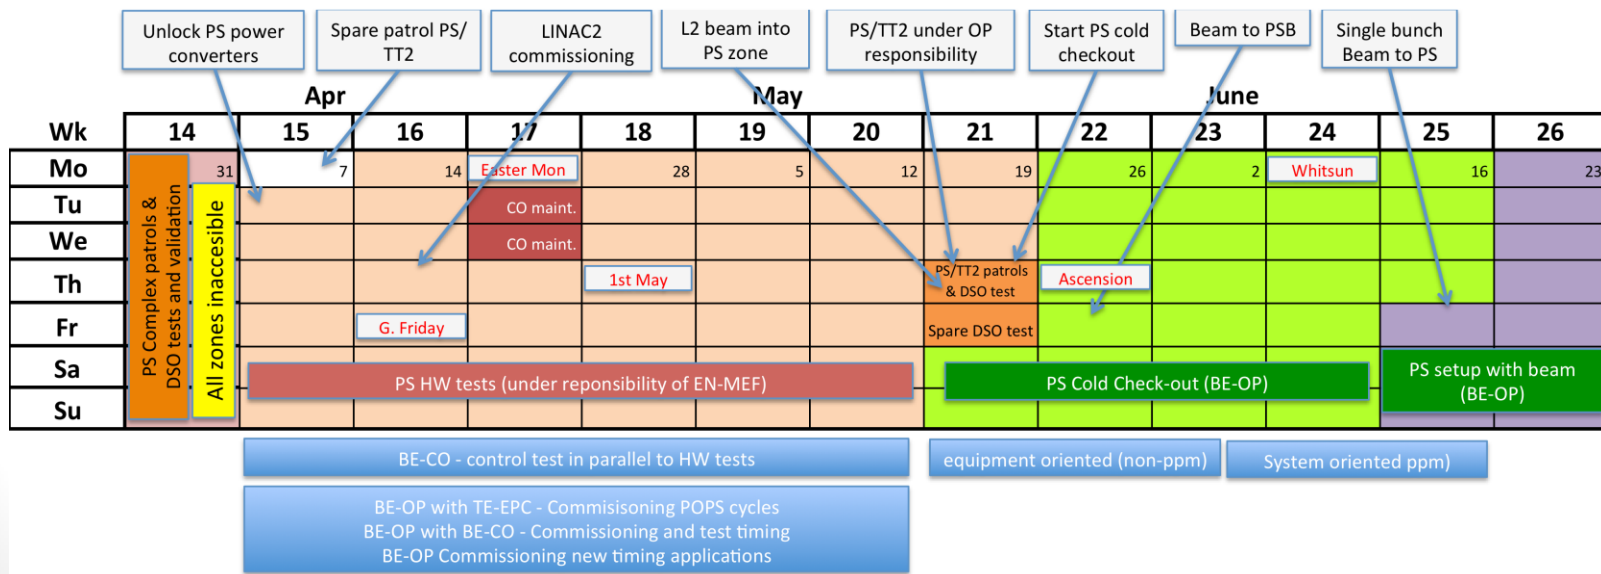 Unlock PS power
converters
Spare patrol PS/
TT2
LINAC2
commissioning
L2 beam into
PS zone
PS/TT2 under OP
responsibility
Start PS cold
checkout
Beam to PSB
Single bunch
Beam to PS
Apr May June
Wk 14 15 16 17 18 19 20 21 22 23 24 25 26
Mo 31 7 14 Easter Mon 28 5 12 19 26 2 Whitsun 16 23
Tu CO maint.
We CO maint.
Th 1st May PS/TT2 patrols
& DSO test Ascension
Fr G. Friday Spare DSO test
Sa
Su
PS Complex patrols &
DSO tests and validation
All zones inaccesible
PS HW tests (under reponsibility of EN-MEF)
PS Cold Check-out (BE-OP)
PS setup with beam
(BE-OP)
BE-CO - control test in parallel to HW tests
equipment oriented (non-ppm)
System oriented ppm)
BE-OP with TE-EPC - Commisisoning POPS cycles
BE-OP with BE-CO - Commissioning and test timing
BE-OP Commissioning new timing applications